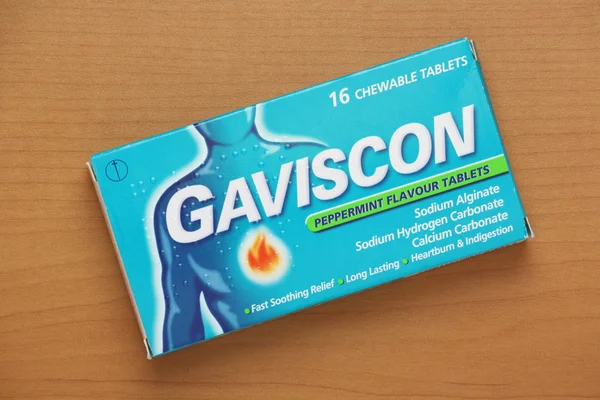 16 CHEWABLE TABLETS
GAVISCON
PEPPERMINT FLAVOUR TABLETS
Sodium Alginate
Sodium Hydrogen Carbonate
Calcium Carbonate
Fast Soothing Relief • Long Lasting • Heartburn & Indigestion